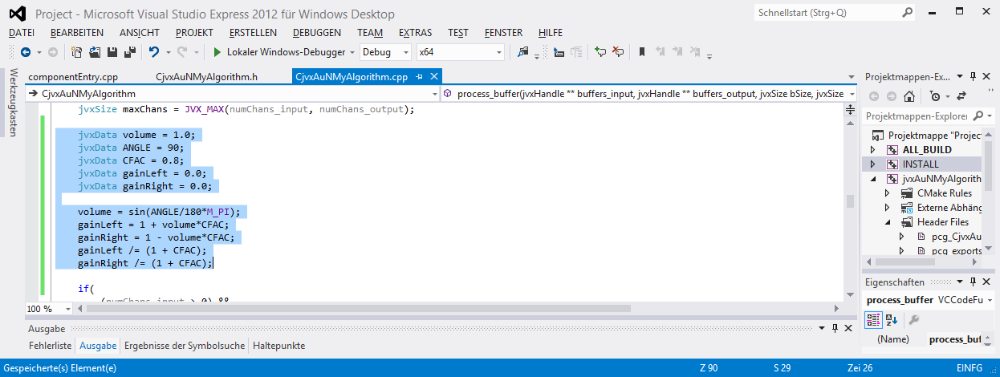 Project - Microsoft Visual Studio Express 2012 für Windows Desktop
Schnellstart (Strg+Q)
DATEI BEARBEITEN ANSICHT PROJEKT ERSTELLEN DEBUGGEN TEAM EXTRAS TEST FENSTER HILFE
Lokaler Windows-Debugger Debug x64
Werkzeugkasten
componentEntry.cpp CjvxAuNMyAlgorithm.h CjvxAuNMyAlgorithm.cpp
CjvxAuNMyAlgorithm process_buffer(jvxHandle ** buffers_input, jvxHandle ** buffers_output, jvxSize bSize, jvxSize
jvxSize maxChans = JVX_MAX(numChans_input, numChans_output);
jvxData volume = 1.0;
jvxData ANGLE = 90;
jvxData CFAC = 0.8;
jvxData gainLeft = 0.0;
jvxData gainRight = 0.0;
volume = sin(ANGLE/180*M_PI);
gainLeft = 1 + volume*CFAC;
gainRight = 1 - volume*CFAC;
gainLeft /= (1 + CFAC);
gainRight /= (1 + CFAC);
if(
(numChans_input > 0) &&
100 %
Projektmappen-Ex...
Projektmappen-Explorer
Projektmappe "Project
ALL_BUILD
INSTALL
jvxAuNMyAlgorith
CMake Rules
Externe Abhäng
Header Files
pcg_CjvxAu
pcg_exports
Eigenschaften
process_buffer VCCodeFu
(Name) process_buf
Ausgabe
Fehlerliste Ausgabe Ergebnisse der Symbolsuche Haltepunkte
Gespeicherte(s) Element(e) Z 90 S 29 Zei 26 EINFG